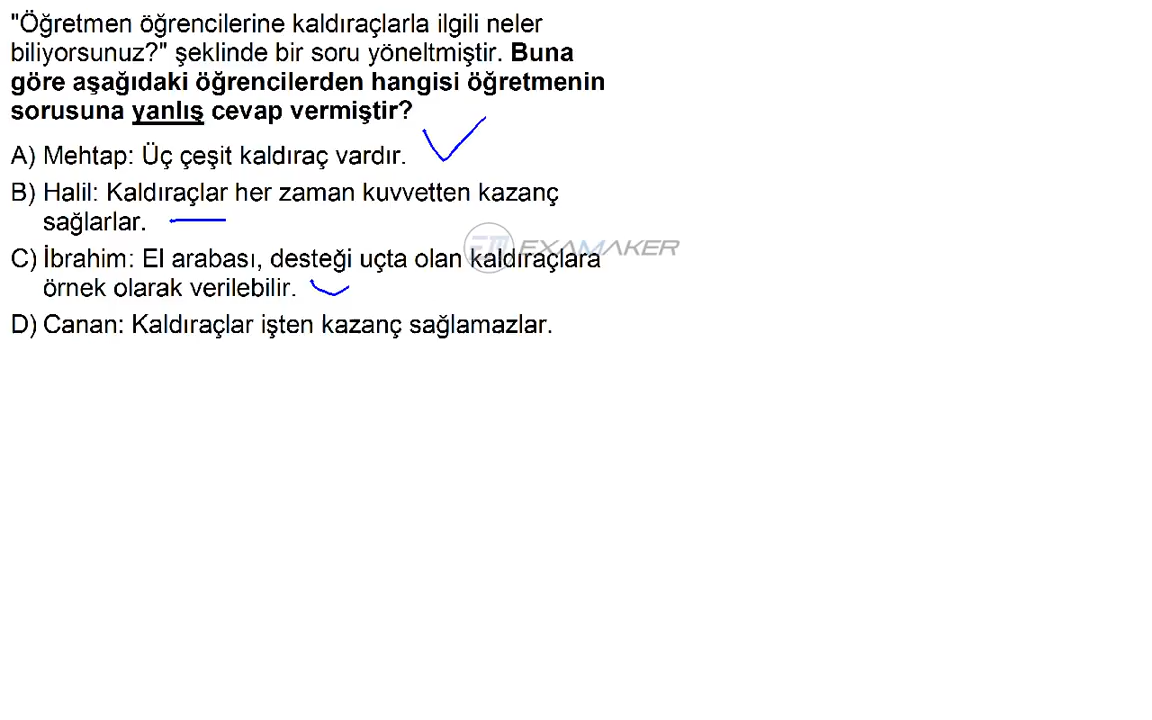 "Öğretmen öğrencilerine kaldıraçlarla ilgili neler
biliyorsunuz?" şeklinde bir soru yöneltmiştir. Buna
göre aşağıdaki öğrencilerden hangisi öğretmenin
sorusuna yanlış cevap vermiştir?
A) Mehtap: Üç çeşit kaldıraç vardır.
B) Halil: Kaldıraçlar her zaman kuvvetten kazanç
sağlarlar.
EXAMAKER
C) İbrahim: El arabası, desteği uçta olan kaldıraçlara
örnek olarak verilebilir.
D) Canan: Kaldıraçlar işten kazanç sağlamazlar.